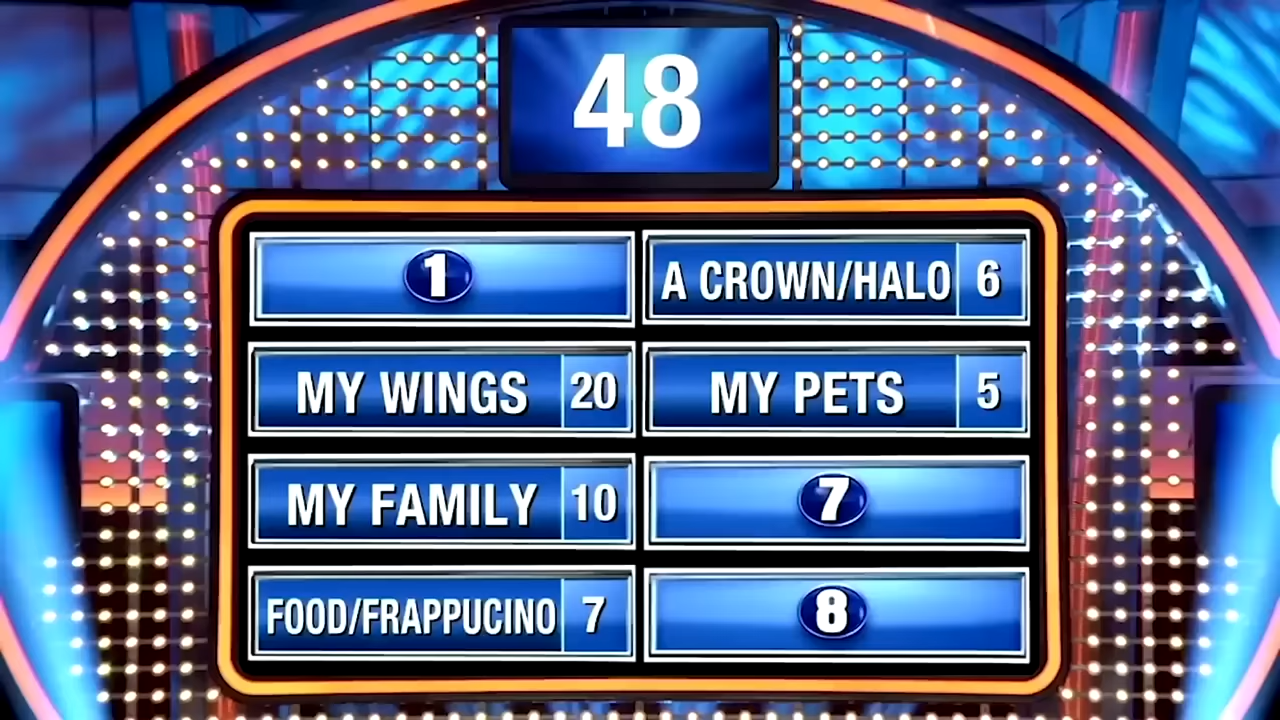 48
1
A CROWN/HALO 6
MY WINGS 20
MY PETS 5
MY FAMILY 10
7
FOOD/FRAPPUCINO 7
8